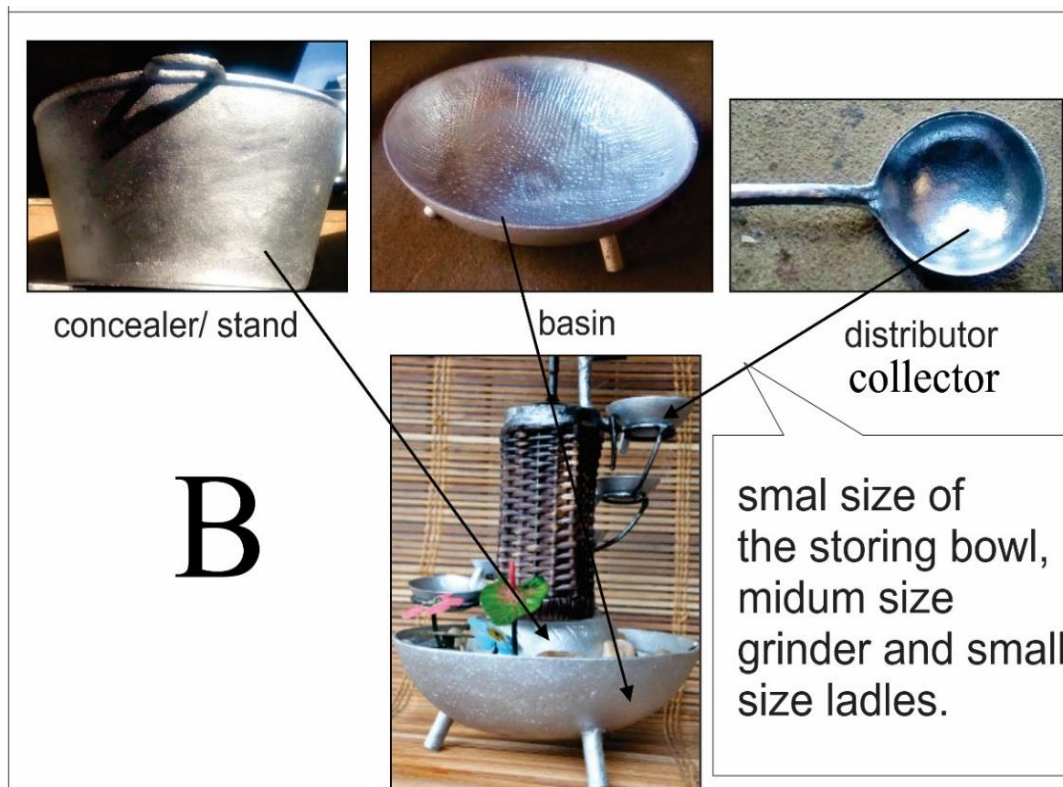 concealer/ stand
basin
distributor
collector
B
smal size of
the storing bowl,
midum size
grinder and small
size ladles.